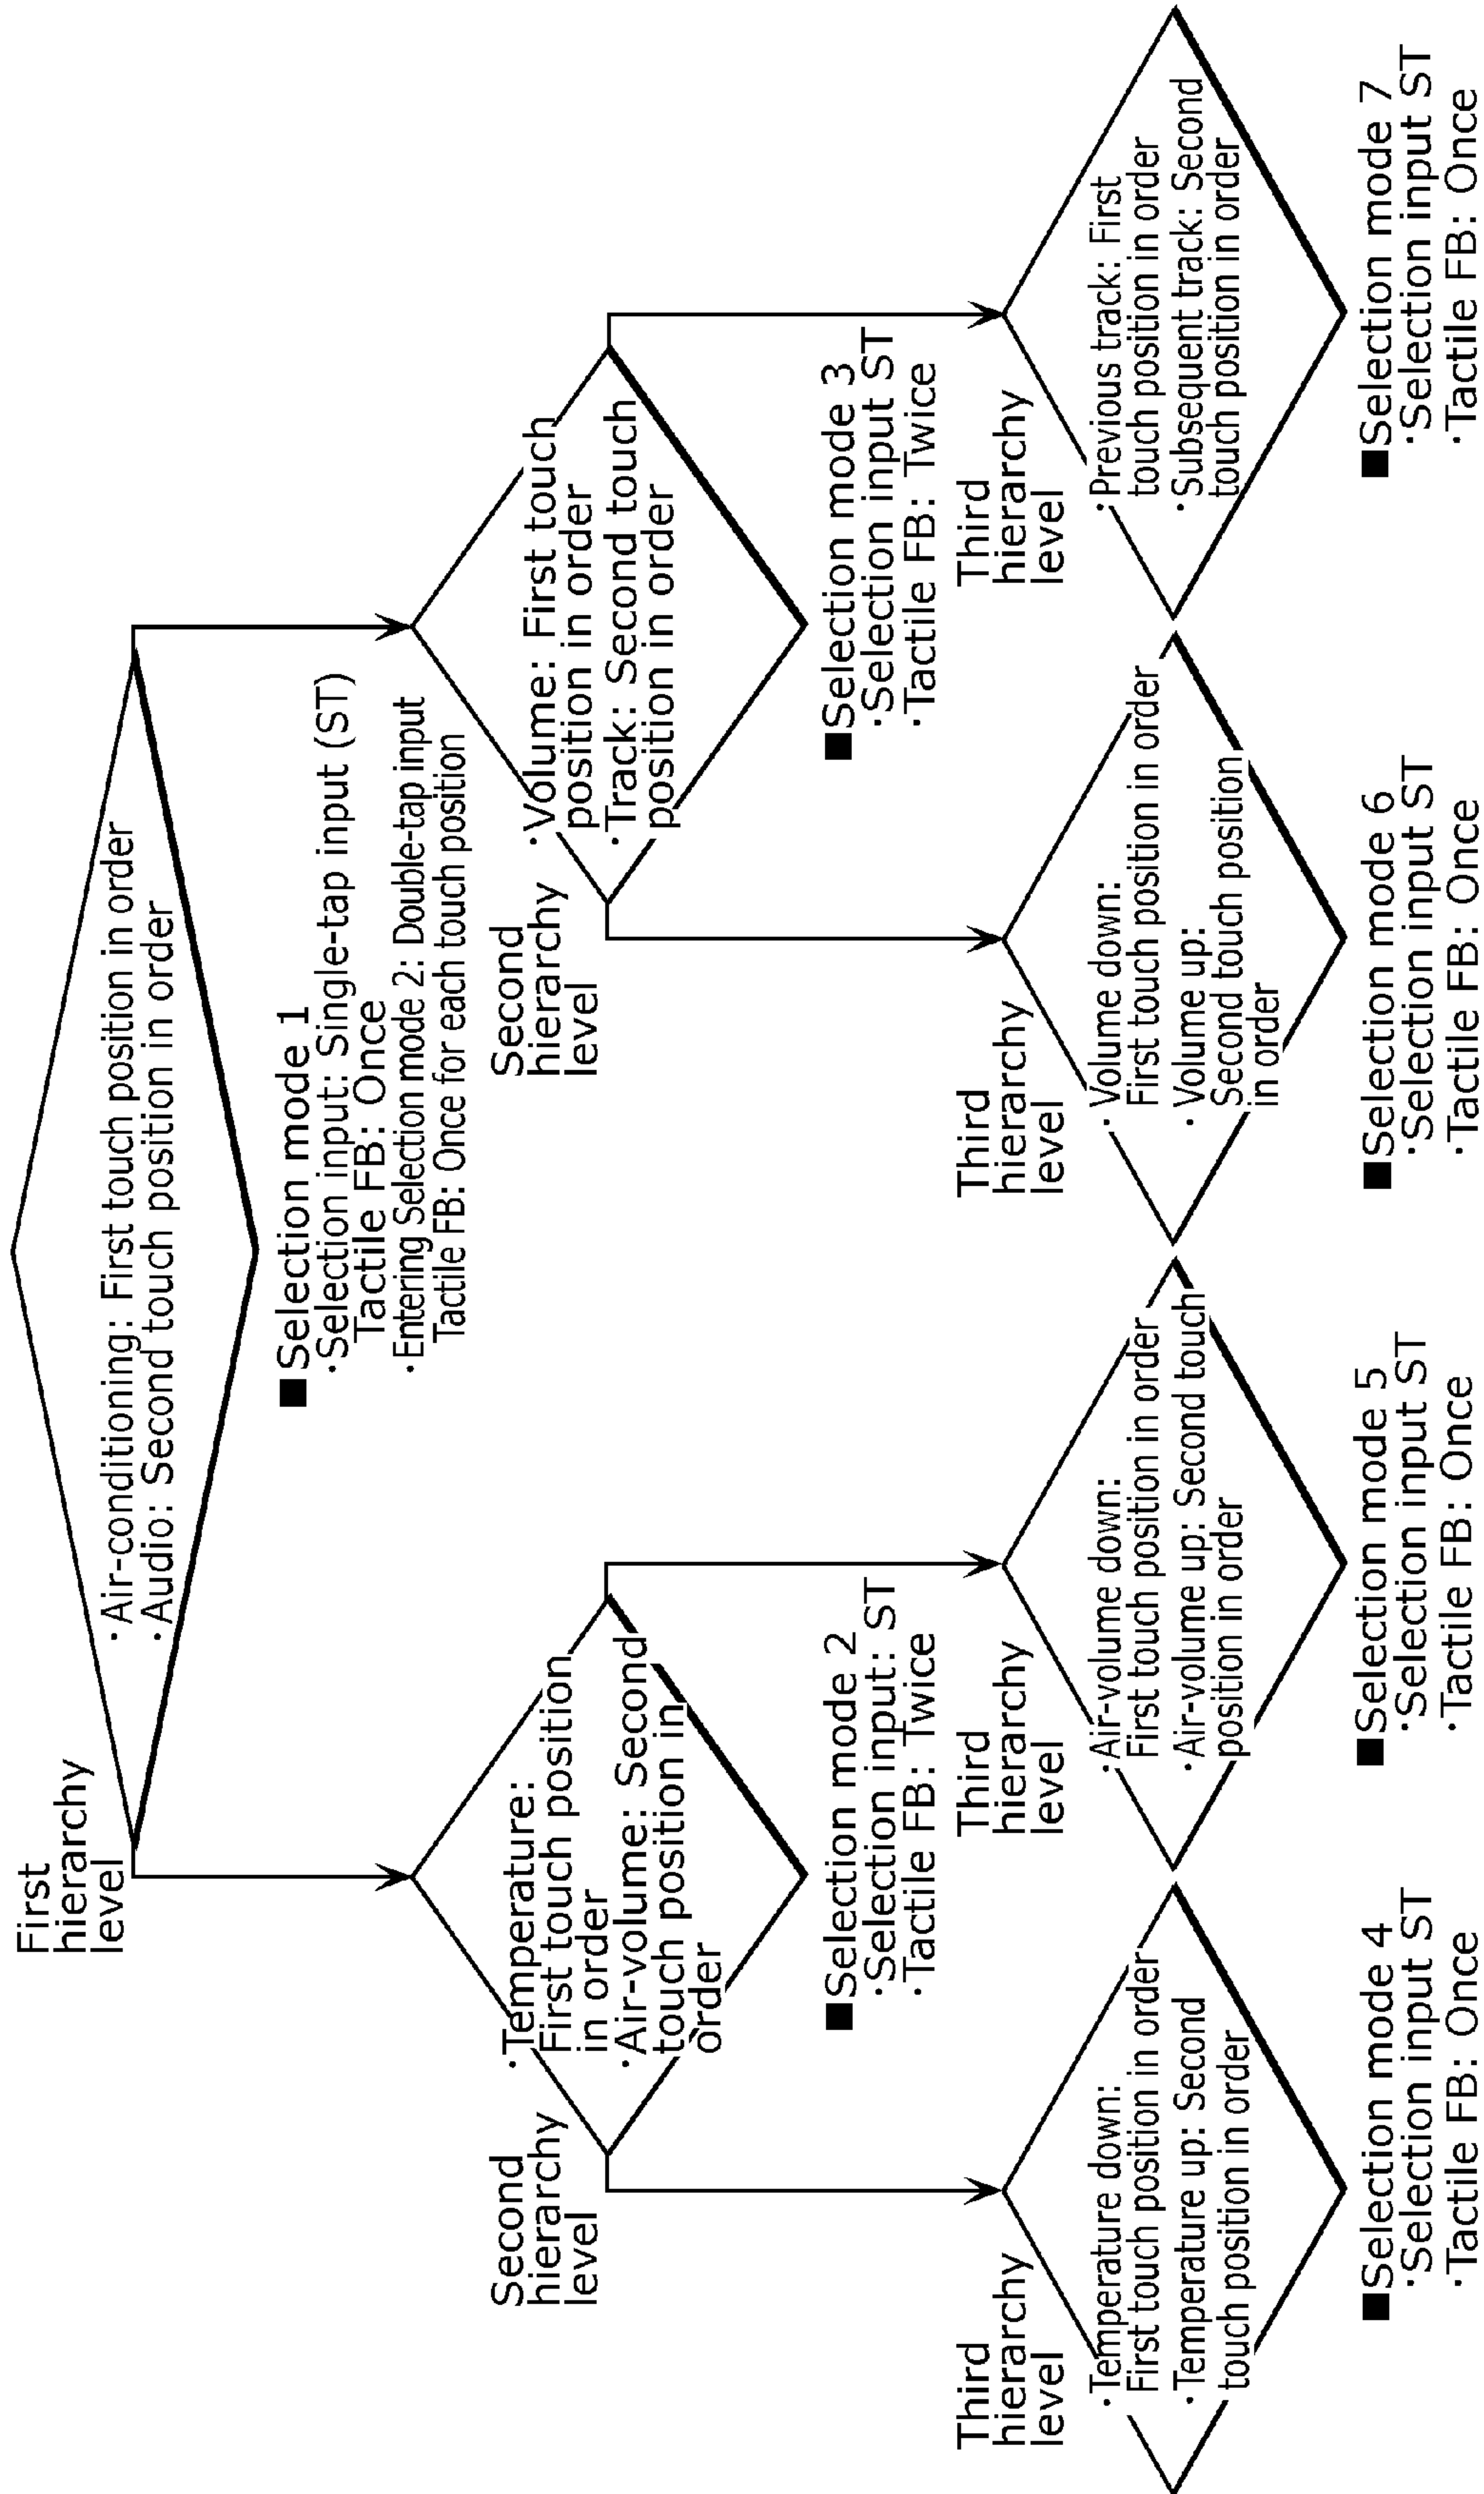 First
hierarchy
level
·Air-conditioning: First touch position in order
·Audio: Second touch position in order
■Selection mode 1
·Selection input: Single-tap input (ST)
Tactile FB: Once
·Entering Selection mode 2: Double-tap input
Tactile FB: Once for each touch position
Second
hierarchy
level
·Temperature:
First touch position
in order
·Air-volume: Second
touch position in
order
■Selection mode 2
·Selection input: ST
·Tactile FB: Twice
Second
hierarchy
level
·Volume: First touch
position in order
·Track: Second touch
position in order
■Selection mode 3
·Selection input ST
·Tactile FB: Twice
Third
hierarchy
level
·Temperature down:
First touch position in order
·Temperature up: Second
touch position in order
■Selection mode 4
·Selection input ST
·Tactile FB: Once
Third
hierarchy
level
·Air-volume down:
First touch position in order
·Air-volume up: Second touch
position in order
■Selection mode 5
·Selection input ST
·Tactile FB: Once
Third
hierarchy
level
·Volume down:
First touch position in order
·Volume up:
Second touch position
in order
■Selection mode 6
·Selection input ST
·Tactile FB: Once
Third
hierarchy
level
·Previous track: First
touch position in order
·Subsequent track: Second
touch position in order
■Selection mode 7
·Selection input ST
·Tactile FB: Once